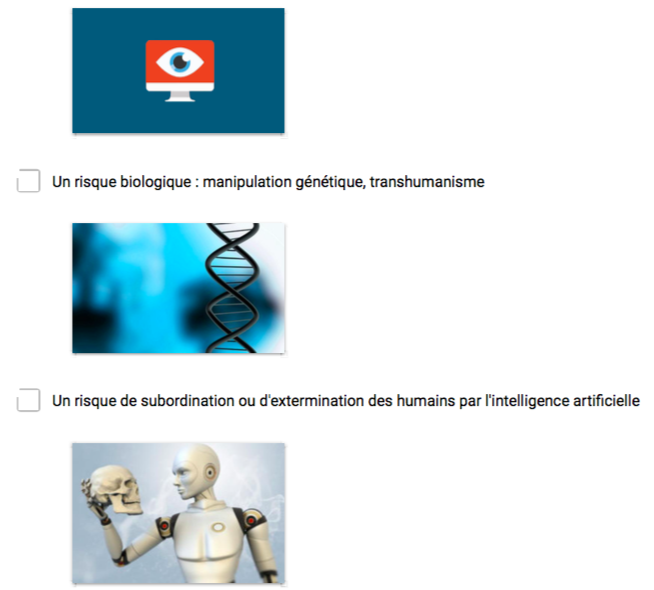 Un risque biologique : manipulation génétique, transhumanisme
Un risque de subordination ou d'extermination des humains par l'intelligence artificielle